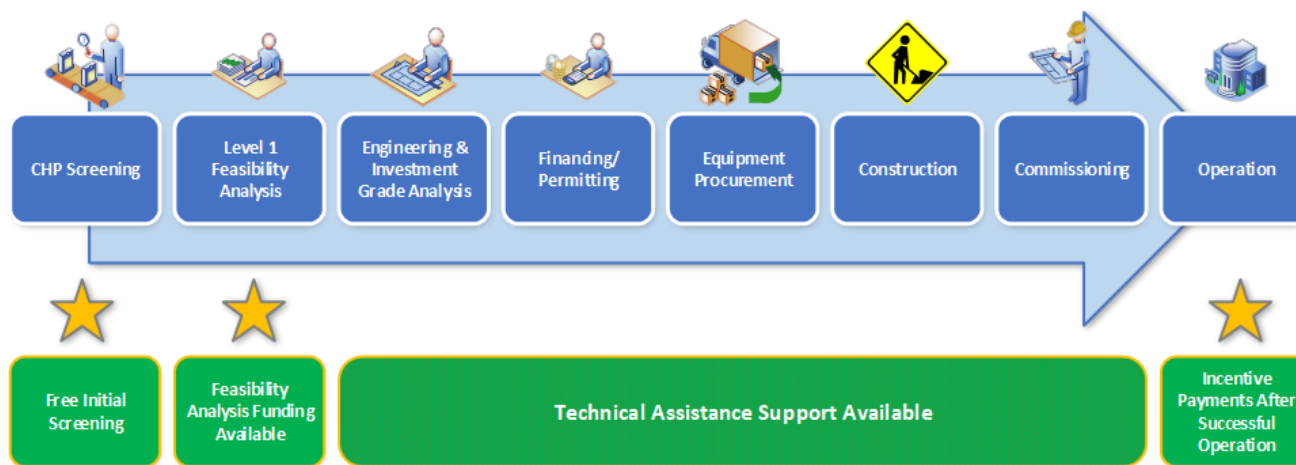 CHP Screening
Level 1
Feasibility
Analysis
Engineering &
Investment
Grade Analysis
Financing/
Permitting
Equipment
Procurement
Construction
Commissioning
Operation
Free Initial
Screening
Feasibility
Analysis Funding
Available
Technical Assistance Support Available
Incentive
Payments After
Successful
Operation